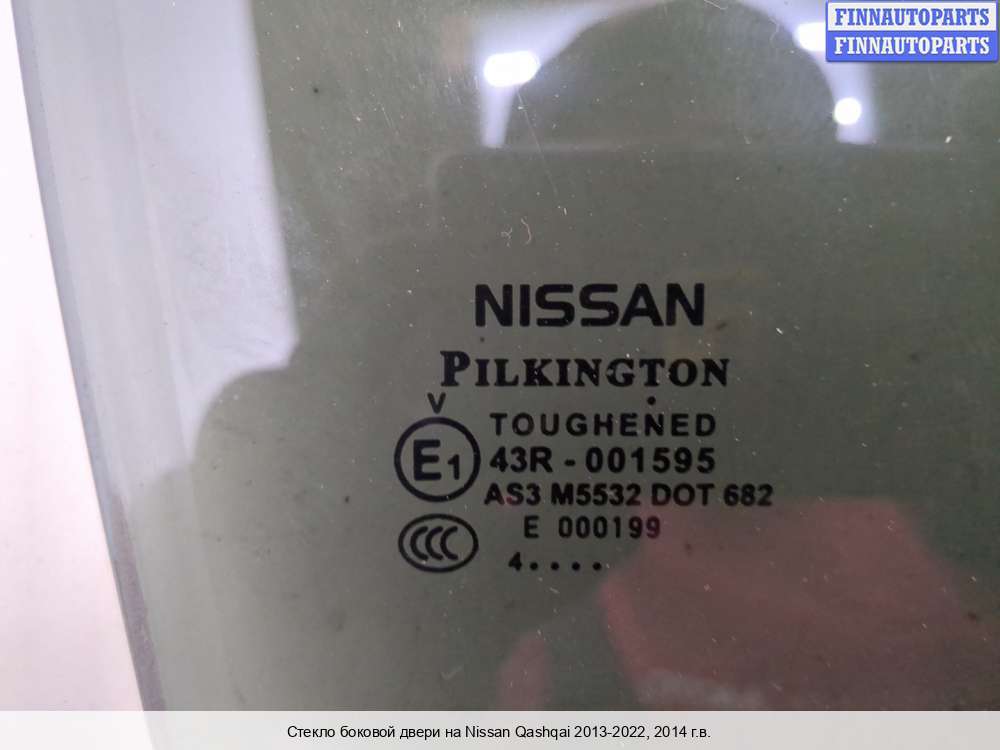 FINNAUTOPARTS
FINNAUTOPARTS
NISSAN
PILKINGTON
V
TOUGHENED
E1 43R - 001595
AS3 M5532 DOT 682
CCC E 000199
4....
Стекло боковой двери на Nissan Qashqai 2013-2022, 2014 г.в.